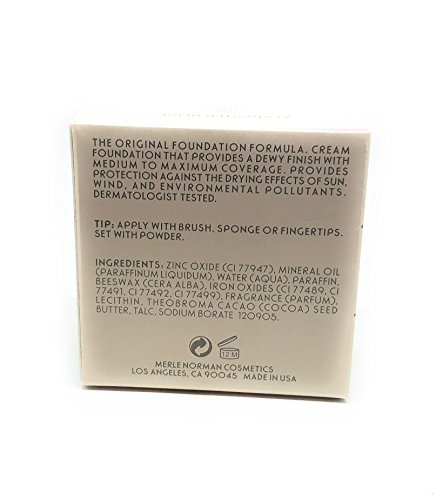 THE ORIGINAL FOUNDATION FORMULA. CREAM
FOUNDATION THAT PROVIDES A DEWY FINISH WITH
MEDIUM TO MAXIMUM COVERAGE. PROVIDES
PROTECTION AGAINST THE DRYING EFFECTS OF SUN,
WIND, AND ENVIRONMENTAL POLLUTANTS.
DERMATOLOGIST TESTED.
TIP: APPLY WITH BRUSH, SPONGE OR FINGERTIPS.
SET WITH POWDER.
INGREDIENTS: ZINC OXIDE (CI 77947), MINERAL OIL
(PARAFFINUM LIQUIDUM), WATER (AQUA), PARAFFIN,
BEESWAX (CERA ALBA), IRON OXIDES (CI 77489, CI
77491, CI 77492, CI 77499), FRAGRANCE (PARFUM),
LECITHIN, THEOBROMA CACAO (COCOA) SEED
BUTTER, TALC, SODIUM BORATE 120905.
12 M
MERLE NORMAN COSMETICS
LOS ANGELES, CA 90045 MADE IN USA